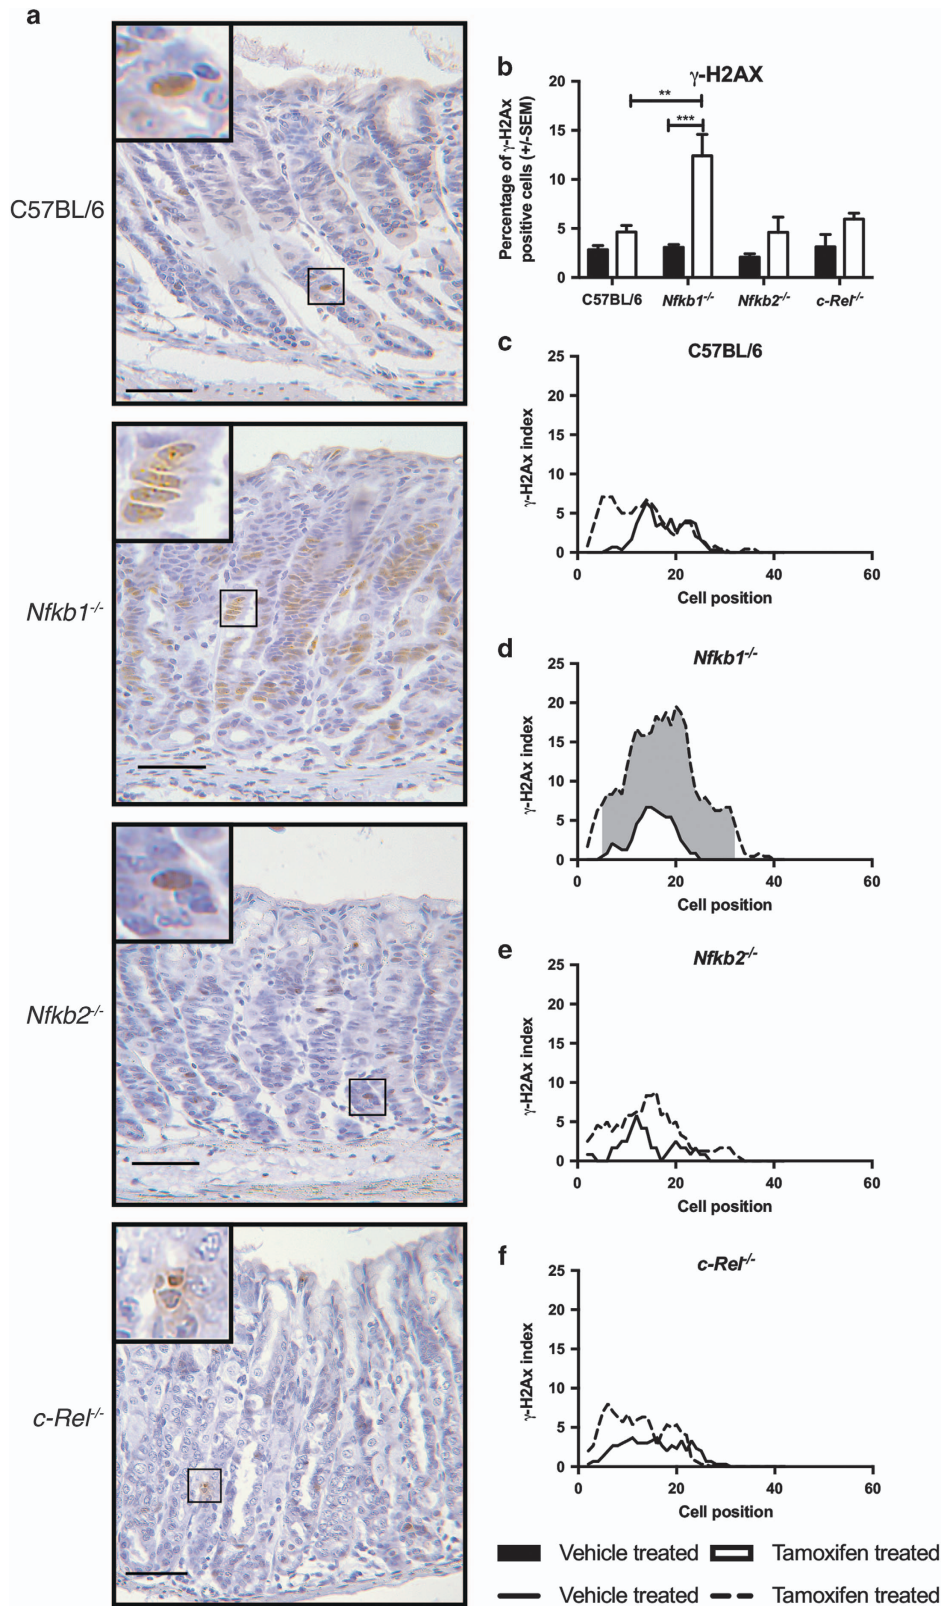 a
C57BL/6
Nfkb1-/-
Nfkb2-/-
c-Rel-/-
b
γ-H2AX
Percentage of γ-H2Ax
positive cells (+/-SEM)
20
15
10
5
0
**
***
C57BL/6
Nfkb1-/-
Nfkb2-/-
c-Rel-/-
c
C57BL/6
γ-H2Ax index
25
20
15
10
5
0
0
20
40
60
Cell position
d
Nfkb1-/-
γ-H2Ax index
25
20
15
10
5
0
0
20
40
60
Cell position
e
Nfkb2-/-
γ-H2Ax index
25
20
15
10
5
0
0
20
40
60
Cell position
f
c-Rel-/-
γ-H2Ax index
25
20
15
10
5
0
0
20
40
60
Cell position
Vehicle treated
Tamoxifen treated
Vehicle treated
Tamoxifen treated